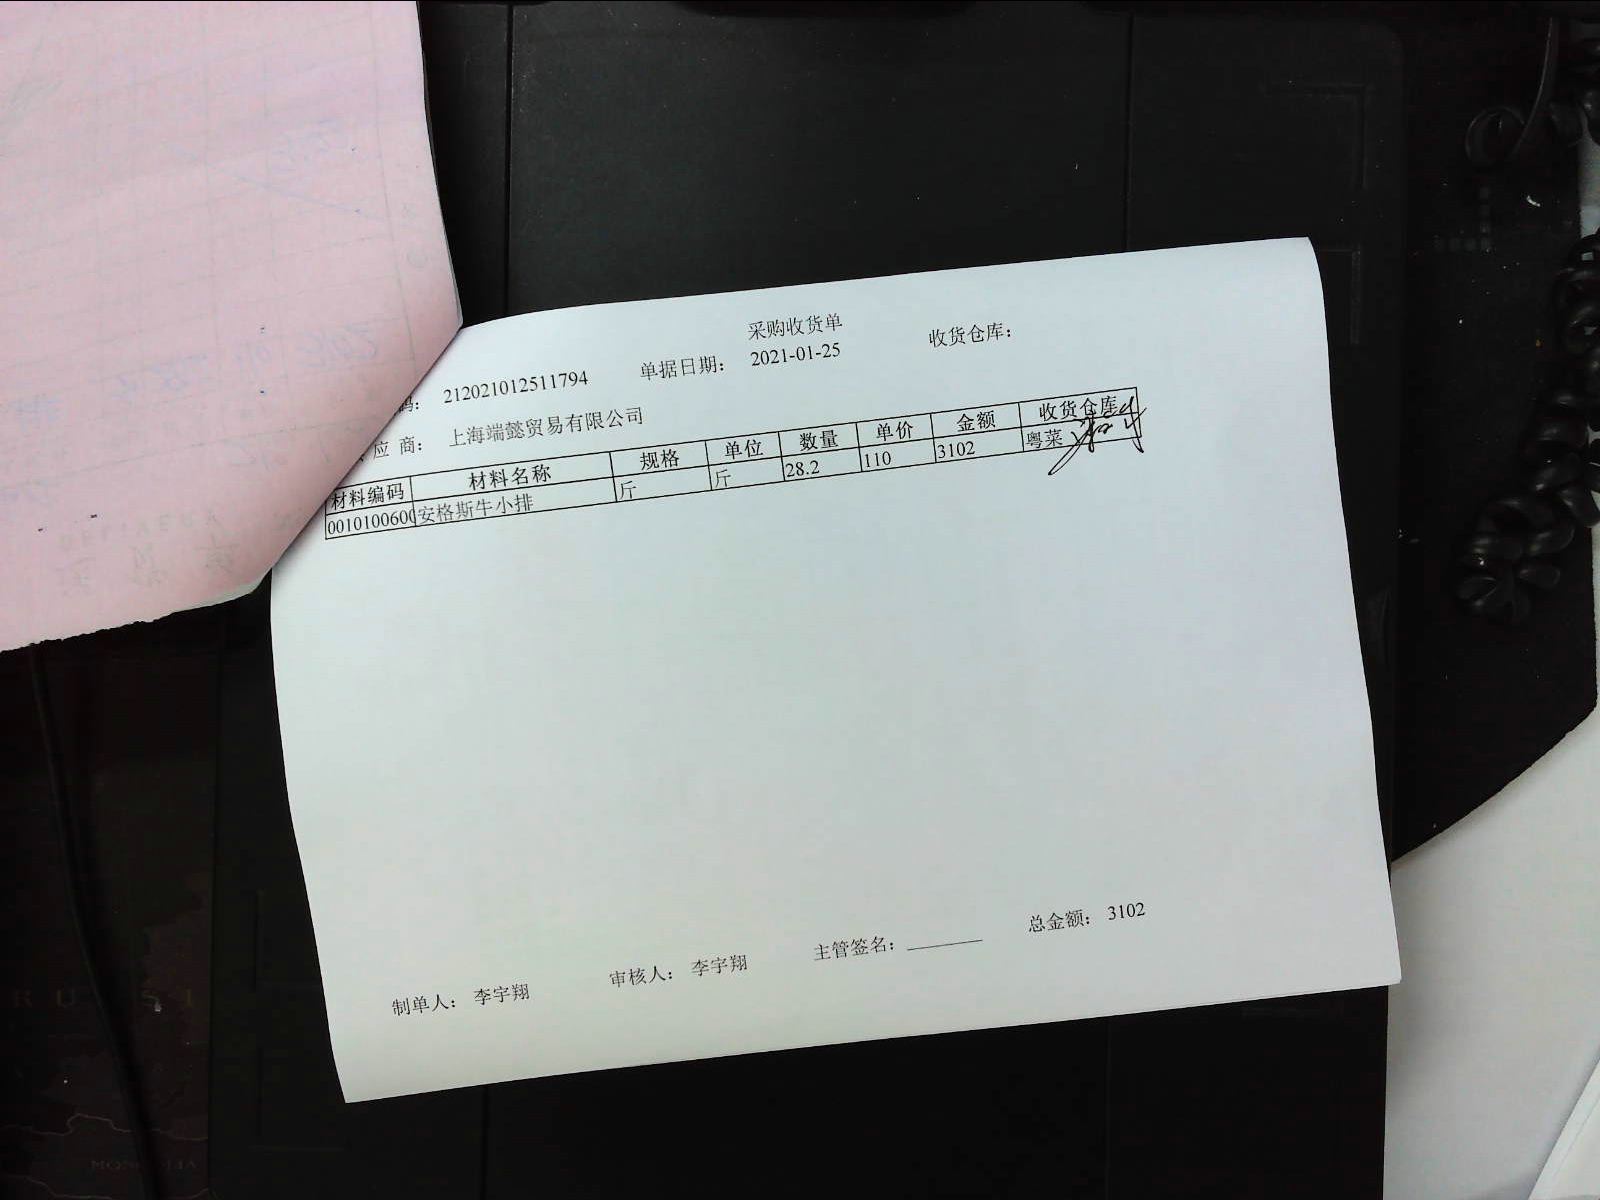 采购收货单
码： 212021012511794 单据日期： 2021-01-25 收货仓库：
应 商： 上海端懿贸易有限公司
材料编码 材料名称 规格 单位 数量 单价 金额 收货仓库
0010100600 安格斯牛小排 斤 斤 28.2 110 3102 粤菜
总金额： 3102
制单人： 李宇翔 审核人： 李宇翔 主管签名：